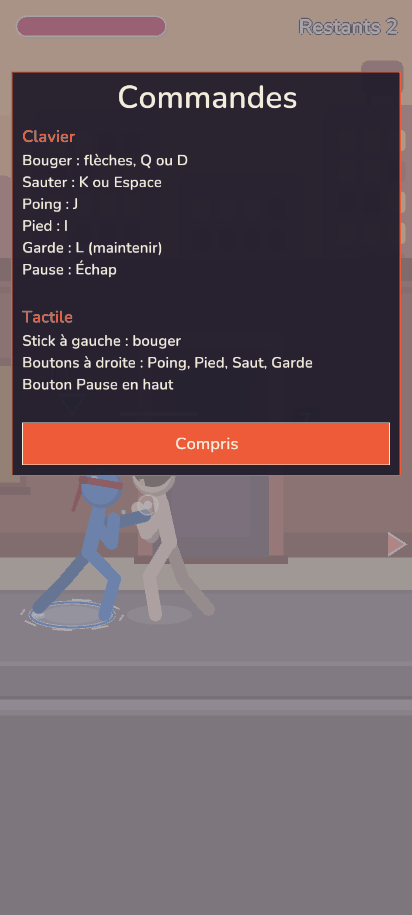 Restants 2
Commandes
Clavier
Bouger : flèches, Q ou D
Sauter : K ou Espace
Poing : J
Pied : I
Garde : L (maintenir)
Pause : Échap
Tactile
Stick à gauche : bouger
Boutons à droite : Poing, Pied, Saut, Garde
Bouton Pause en haut
Compris